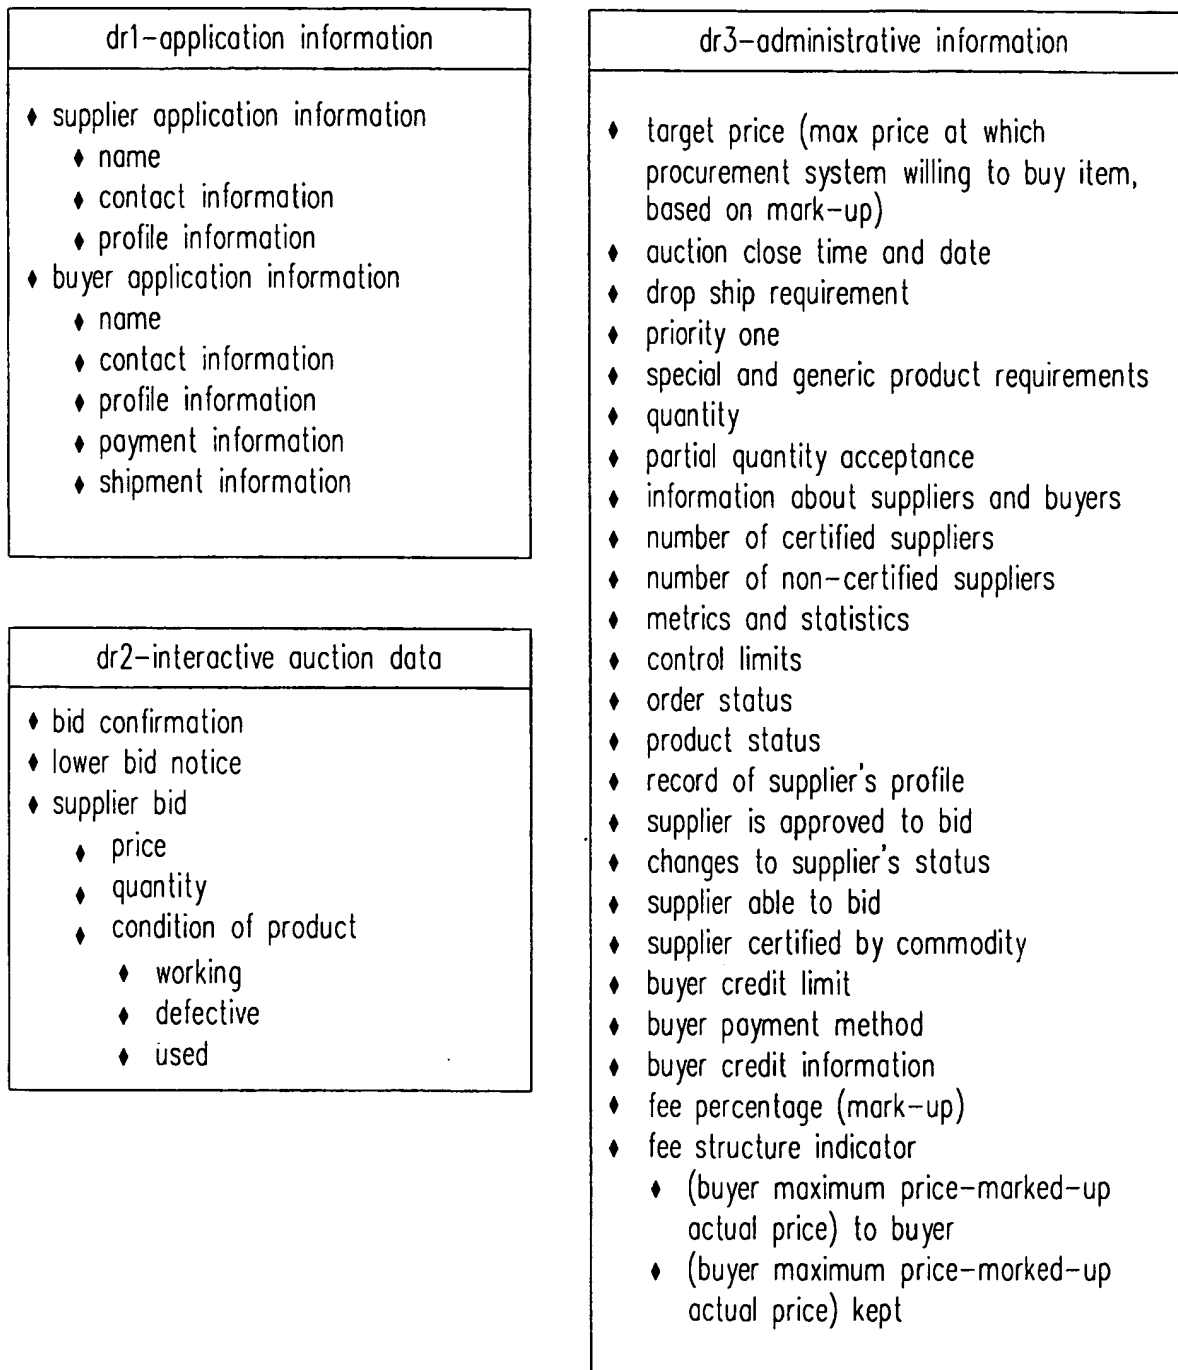 dr1-application information
♦ supplier application information
♦ name
♦ contact information
♦ profile information
♦ buyer application information
♦ name
♦ contact information
♦ profile information
♦ payment information
♦ shipment information
dr2-interactive auction data
♦ bid confirmation
♦ lower bid notice
♦ supplier bid
♦ price
♦ quantity
♦ condition of product
♦ working
♦ defective
♦ used
dr3-administrative information
♦ target price (max price at which
procurement system willing to buy item,
based on mark-up)
♦ auction close time and date
♦ drop ship requirement
♦ priority one
♦ special and generic product requirements
♦ quantity
♦ partial quantity acceptance
♦ information about suppliers and buyers
♦ number of certified suppliers
♦ number of non-certified suppliers
♦ metrics and statistics
♦ control limits
♦ order status
♦ product status
♦ record of supplier's profile
♦ supplier is approved to bid
♦ changes to supplier's status
♦ supplier able to bid
♦ supplier certified by commodity
♦ buyer credit limit
♦ buyer payment method
♦ buyer credit information
♦ fee percentage (mark-up)
♦ fee structure indicator
♦ (buyer maximum price-marked-up
actual price) to buyer
♦ (buyer maximum price-morked-up
actual price) kept